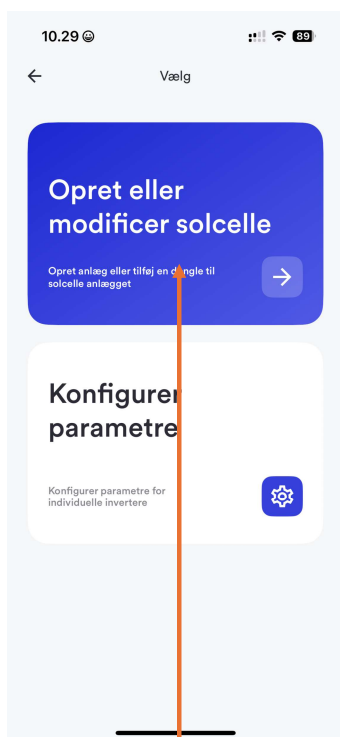 10.29
89
Vælg
Opret eller
modificer solcelle
Opret anlæg eller tilføj en dongle til
solcelle anlægget
Konfigurer
parametre
Konfigurer parametre for
individuelle invertere